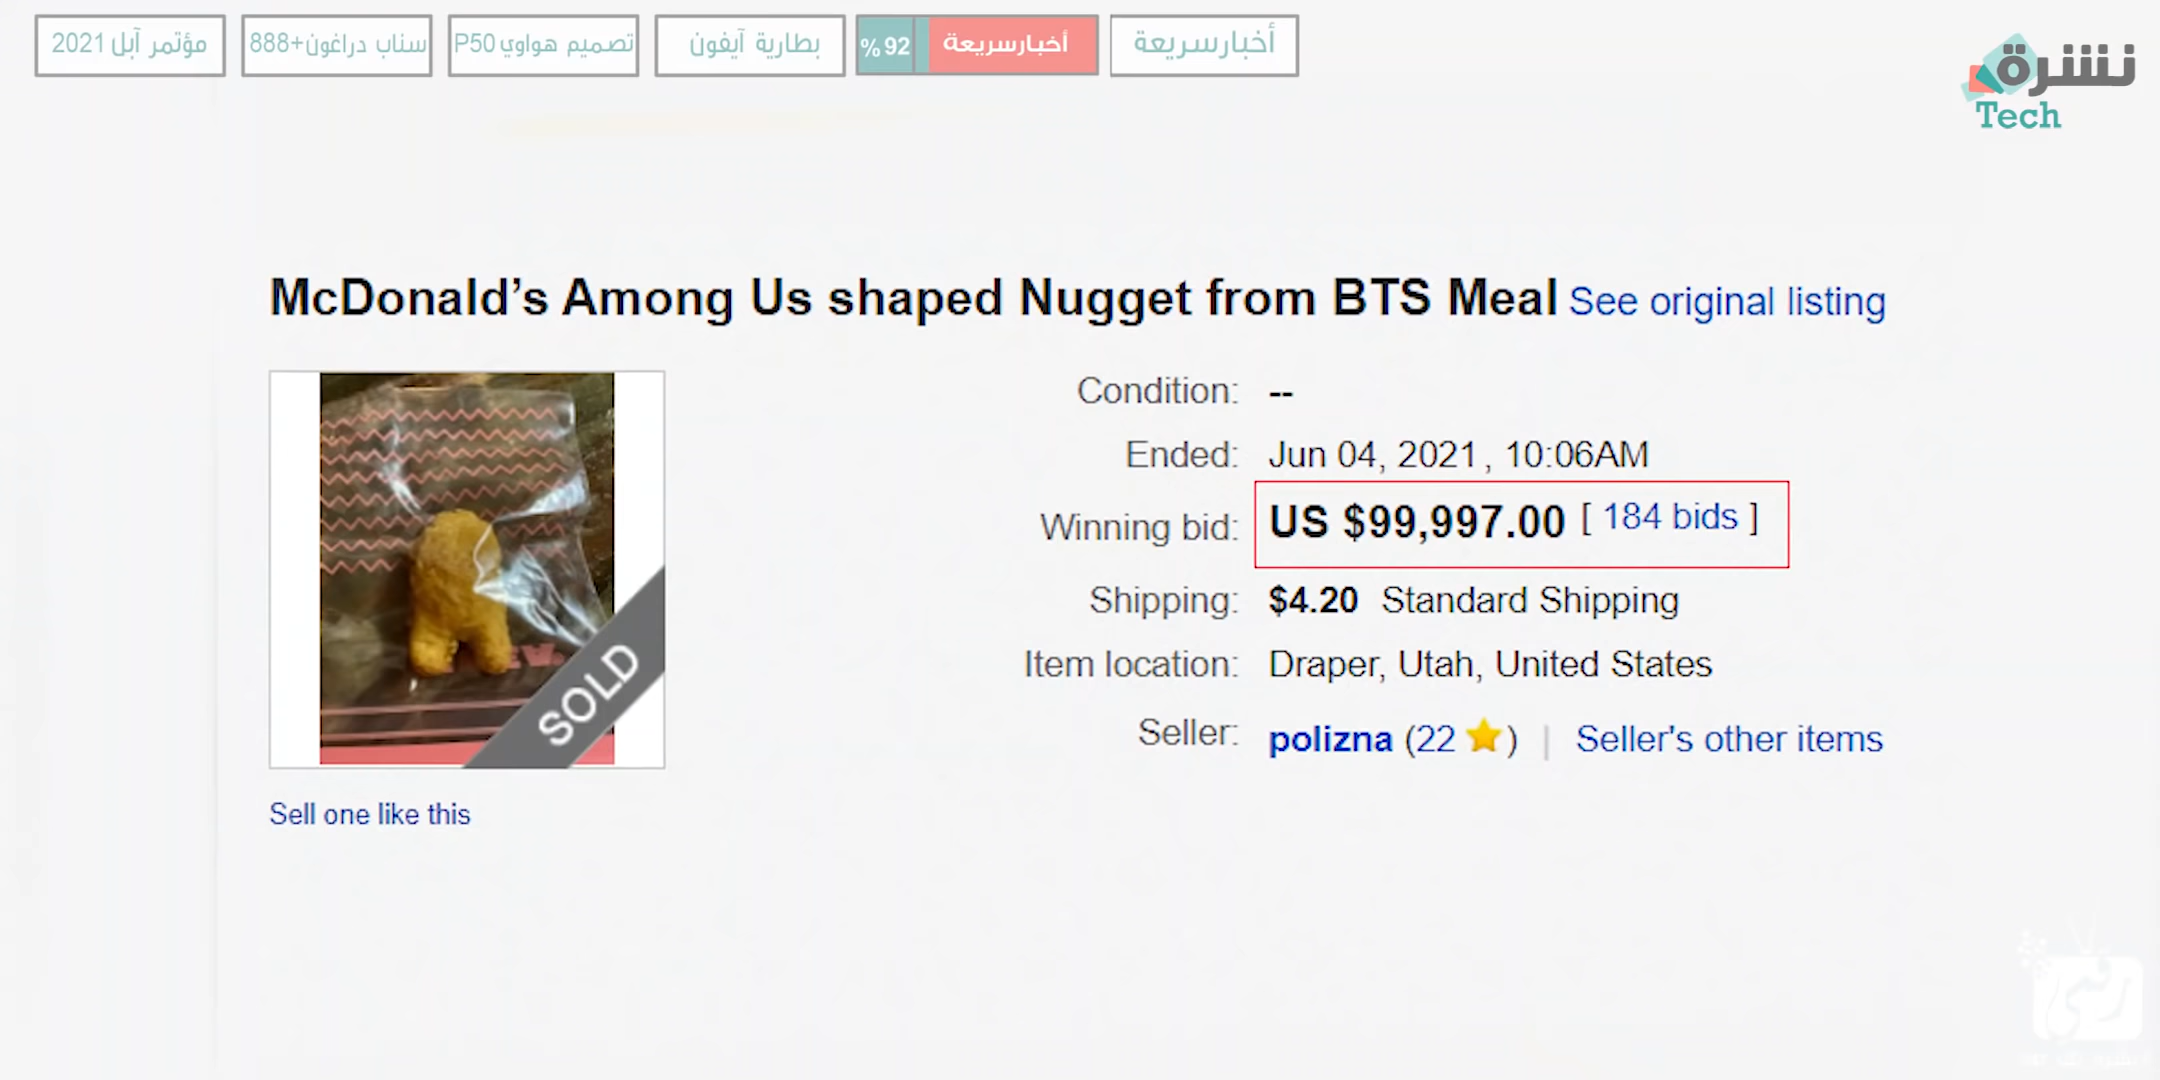 مؤتمر آبل 2021
سناب دراغون+888
تصميم هواوي P50
بطارية آيفون
% 92
أخبارسريعة
أخبارسريعة
نشرة
Tech
McDonald’s Among Us shaped Nugget from BTS Meal See original listing
Condition: --
Ended: Jun 04, 2021, 10:06AM
Winning bid: US $99,997.00 [ 184 bids ]
Shipping: $4.20 Standard Shipping
Item location: Draper, Utah, United States
Seller: polizna (22 ) | Seller's other items
SOLD
Sell one like this